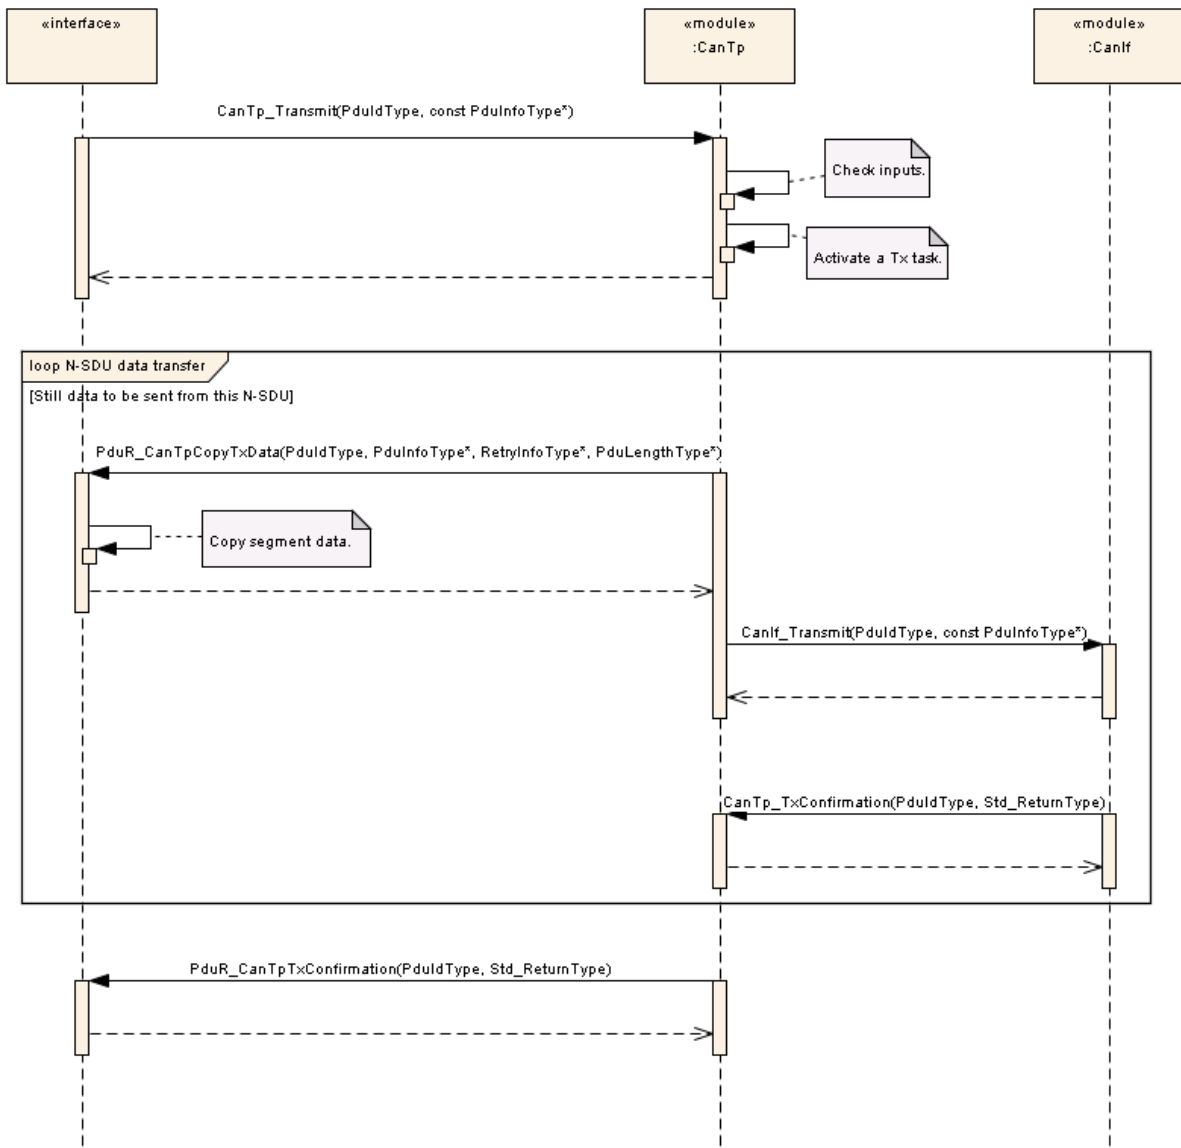 «interface»
«module»
:CanTp
«module»
:CanIf
CanTp_Transmit(PduIdType, const PduInfoType*)
Check inputs.
Activate a Tx task.
loop N-SDU data transfer
[Still data to be sent from this N-SDU]
PduR_CanTpCopyTxData(PduIdType, PduInfoType*, RetryInfoType*, PduLengthType*)
Copy segment data.
CanIf_Transmit(PduIdType, const PduInfoType*)
CanTp_TxConfirmation(PduIdType, Std_ReturnType)
PduR_CanTpTxConfirmation(PduIdType, Std_ReturnType)